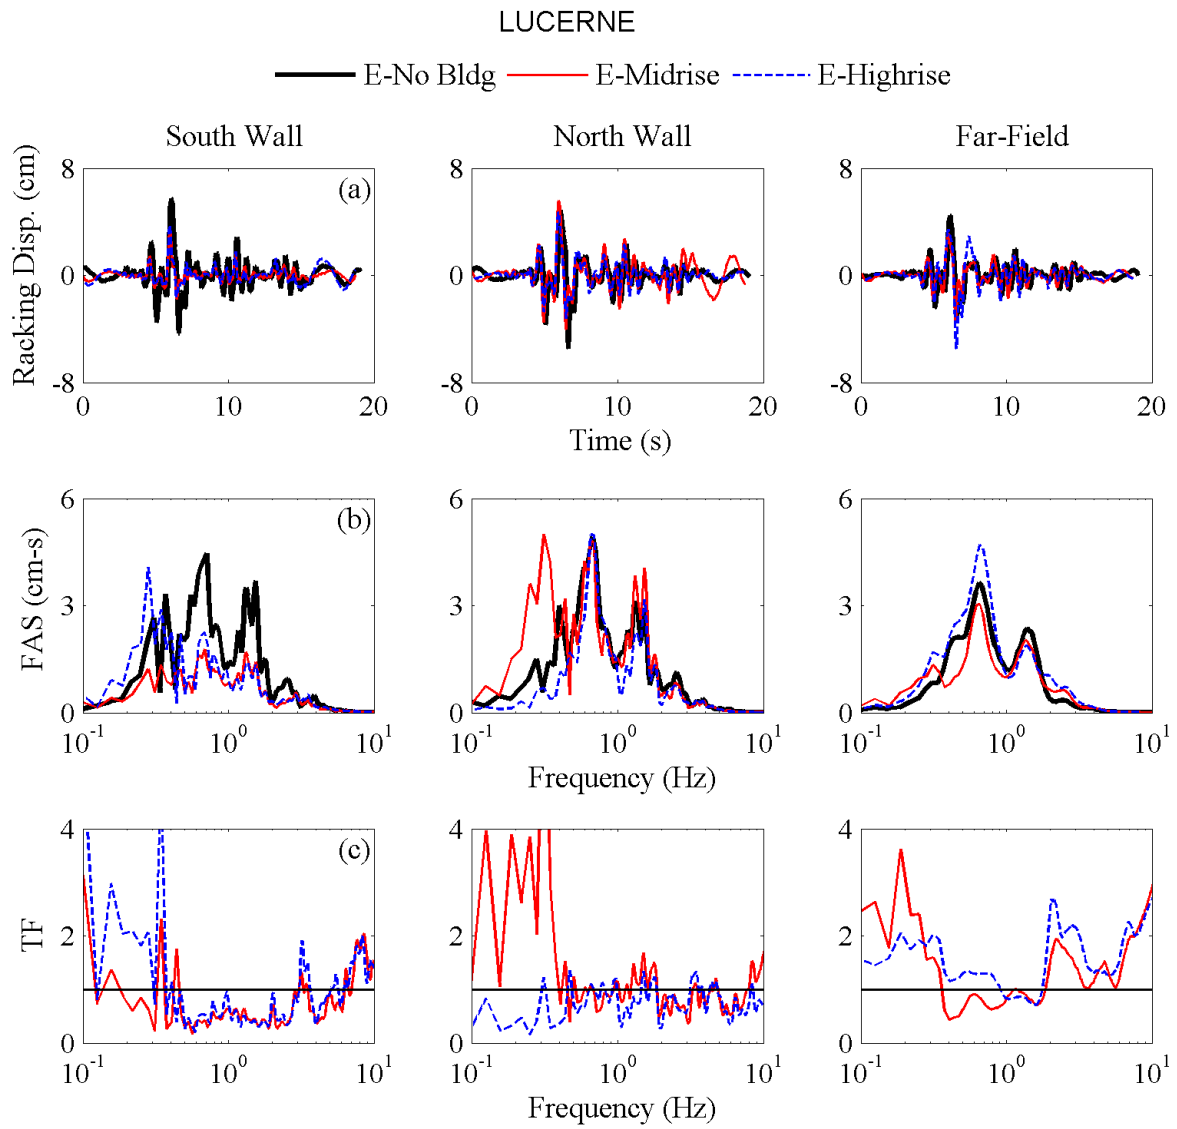 LUCERNE
E-No Bldg E-Midrise E-Highrise
South Wall North Wall Far-Field
Racking Disp. (cm)
8 8 8
(a)
0 0 0
-8 -8 -8
0 10 20 0 10 20 0 10 20
Time (s)
FAS (cm-s)
6 6 6
(b)
3 3 3
0 0 0
10⁻¹ 10⁰ 10¹ 10⁻¹ 10⁰ 10¹ 10⁻¹ 10⁰ 10¹
Frequency (Hz)
TF
4 4 4
(c)
2 2 2
0 0 0
10⁻¹ 10⁰ 10¹ 10⁻¹ 10⁰ 10¹ 10⁻¹ 10⁰ 10¹
Frequency (Hz)